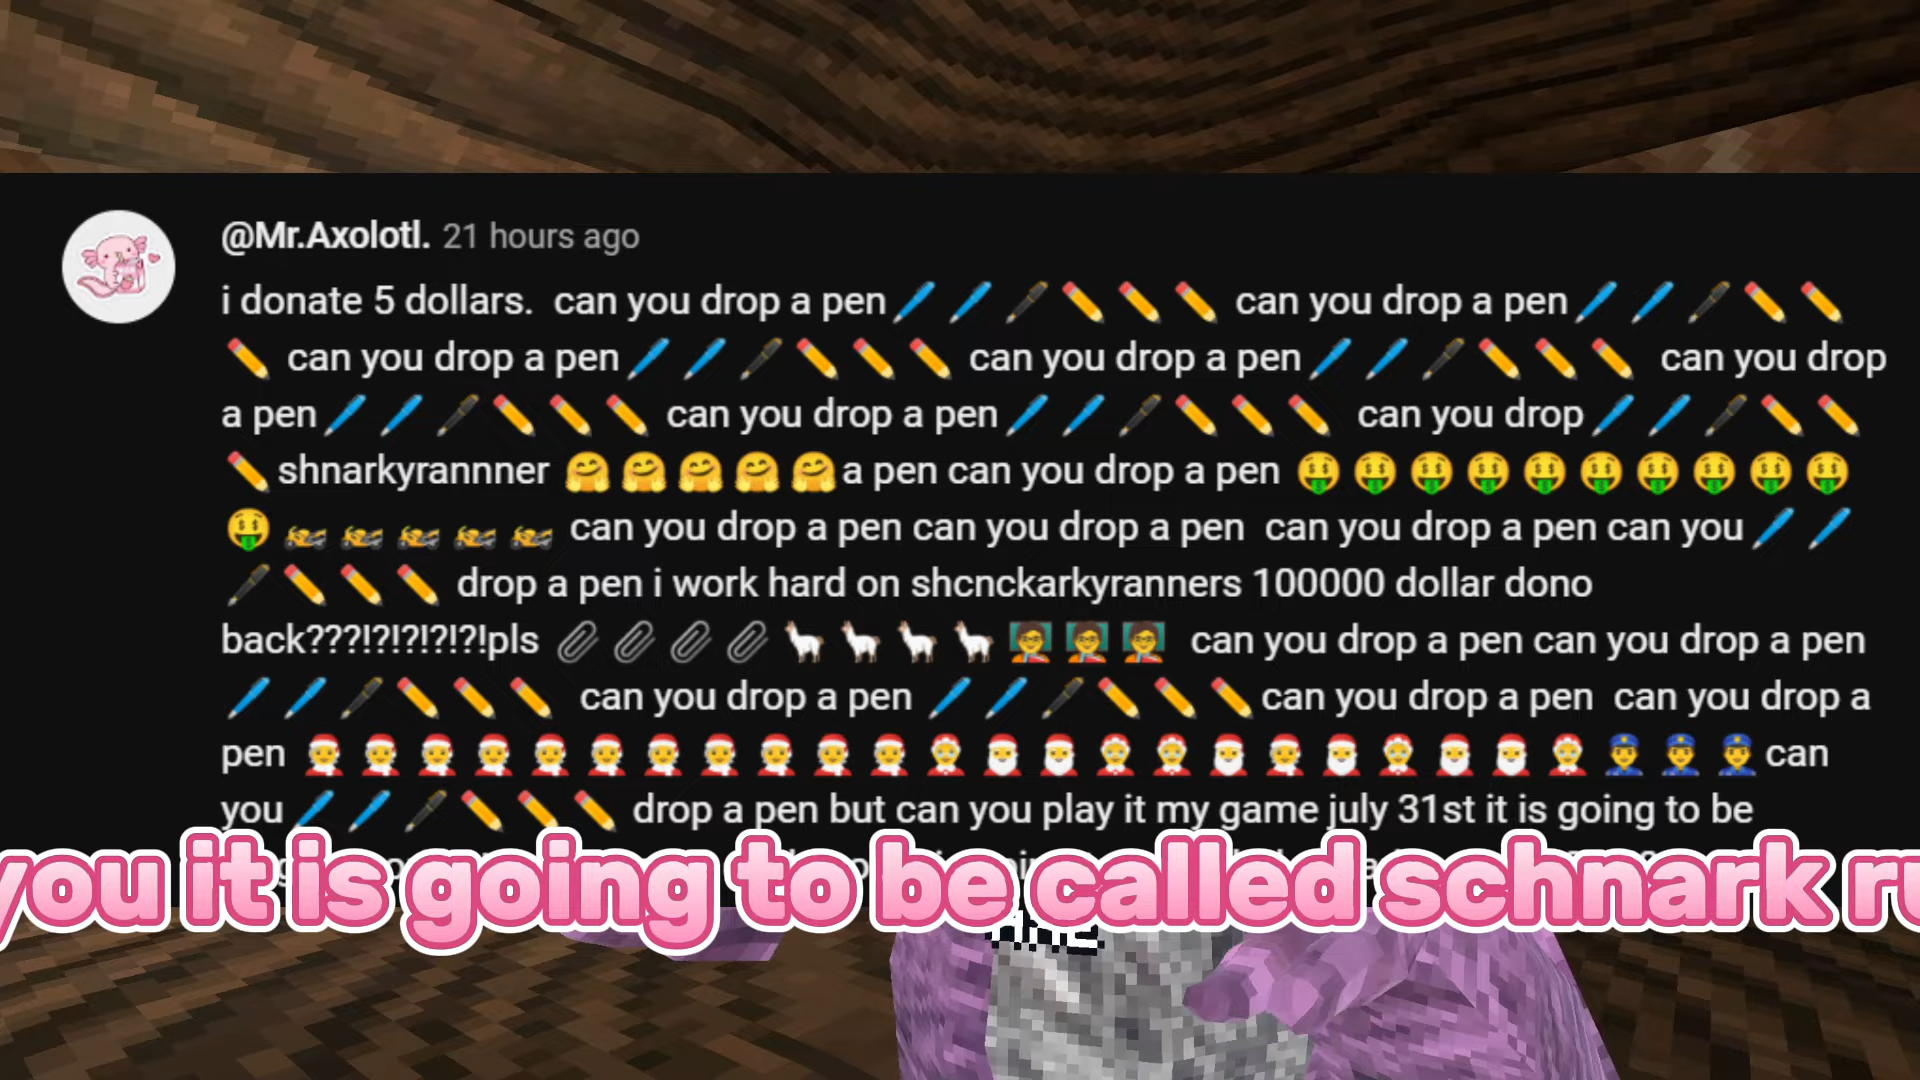 @Mr.Axolotl. 21 hours ago
i donate 5 dollars.  can you drop a pen🖊️🖊️🖋️✏️✏️✏️ can you drop a pen🖊️🖊️🖋️✏️✏️
✏️ can you drop a pen🖊️🖊️🖋️✏️✏️✏️ can you drop a pen🖊️🖊️🖋️✏️✏️✏️  can you drop
a pen🖊️🖊️🖋️✏️✏️✏️ can you drop a pen🖊️🖊️🖋️✏️✏️✏️  can you drop🖊️🖊️🖋️✏️✏️
✏️shnarkyrannner 🤗🤗🤗🤗🤗a pen can you drop a pen 🤑🤑🤑🤑🤑🤑🤑🤑🤑🤑
🤑🏍️🏍️🏍️🏍️🏍️ can you drop a pen can you drop a pen  can you drop a pen can you🖊️🖊️
🖋️✏️✏️✏️ drop a pen i work hard on shcnckarkyranners 100000 dollar dono
back???!?!?!?!?!pls 📎📎📎📎🦙🦙🦙🦙🧑‍🏫🧑‍🏫🧑‍🏫  can you drop a pen can you drop a pen
🖊️🖊️🖋️✏️✏️✏️  can you drop a pen 🖊️🖊️🖋️✏️✏️✏️can you drop a pen  can you drop a
pen 🧑‍🎄🧑‍🎄🧑‍🎄🧑‍🎄🧑‍🎄🧑‍🎄🧑‍🎄🧑‍🎄🧑‍🎄🧑‍🎄🧑‍🎄🤶🎅🎅🤶🤶🎅🧑‍🎄🎅🤶🎅🎅🤶👮👮👮can
you🖊️🖊️🖋️✏️✏️✏️ drop a pen but can you play it my game july 31st it is going to be
you it is going to be called schnark ru